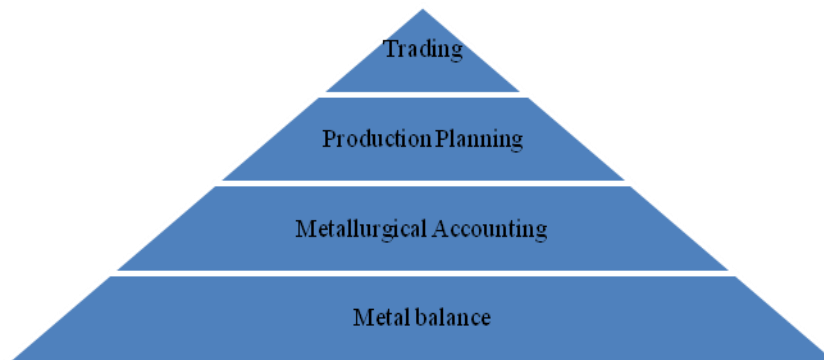 Trading
Production Planning
Metallurgical Accounting
Metal balance